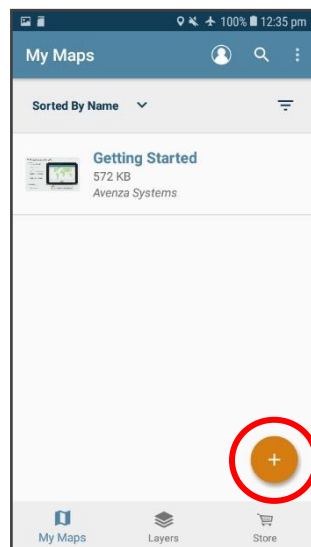 100% 12:35 pm
My Maps
Sorted By Name
Getting Started
572 KB
Avenza Systems
+
My Maps
Layers
Store